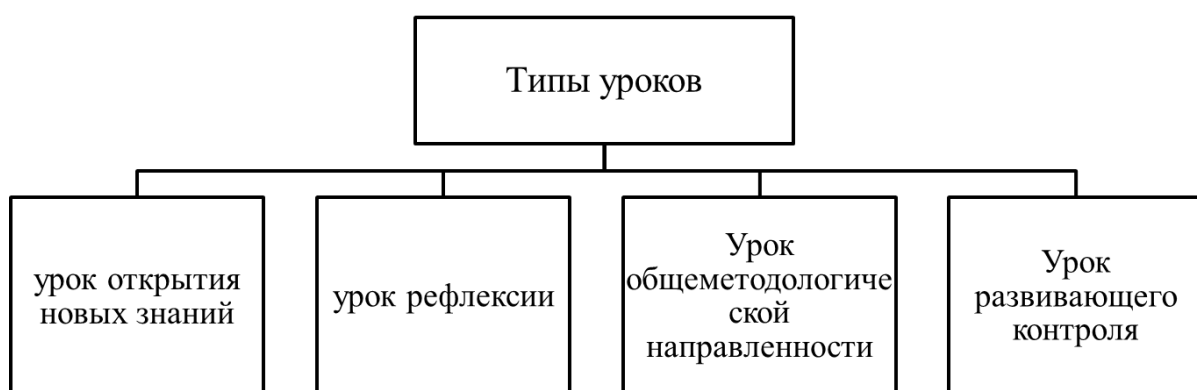 Типы уроков
урок открытия
новых знаний
урок рефлексии
Урок
общеметодологиче
ской
направленности
Урок
развивающего
контроля